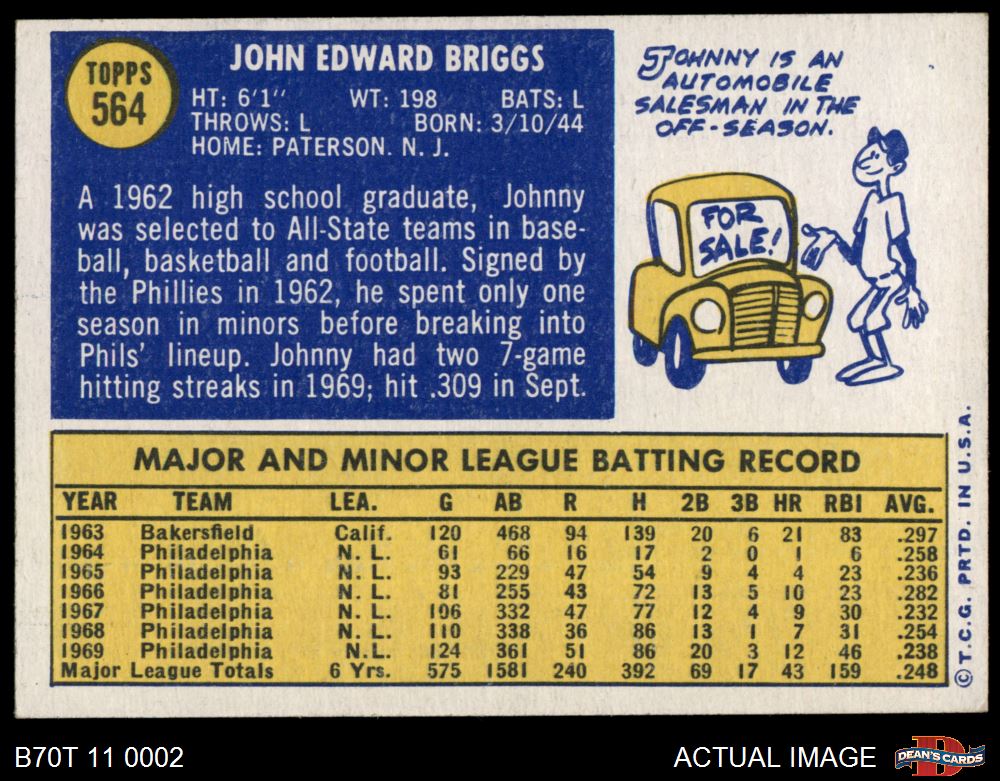 TOPPS
564
JOHN EDWARD BRIGGS
HT: 6'1" WT: 198 BATS: L
THROWS: L BORN: 3/10/44
HOME: PATERSON. N. J.
A 1962 high school graduate, Johnny
was selected to All-State teams in base-
ball, basketball and football. Signed by
the Phillies in 1962, he spent only one
season in minors before breaking into
Phils' lineup. Johnny had two 7-game
hitting streaks in 1969; hit .309 in Sept.
JOHNNY IS AN
AUTOMOBILE
SALESMAN IN THE
OFF-SEASON.
FOR
SALE!
MAJOR AND MINOR LEAGUE BATTING RECORD
YEAR TEAM LEA. G AB R H 2B 3B HR RBI AVG.
1963 Bakersfield Calif. 120 468 94 139 20 6 21 83 .297
1964 Philadelphia N. L. 61 66 16 17 2 0 1 6 .258
1965 Philadelphia N. L. 93 229 47 54 9 4 4 23 .236
1966 Philadelphia N. L. 81 255 43 72 13 5 10 23 .282
1967 Philadelphia N. L. 106 332 47 77 12 4 9 30 .232
1968 Philadelphia N. L. 110 338 36 86 13 1 7 31 .254
1969 Philadelphia N.L. 124 361 51 86 20 3 12 46 .238
Major League Totals 6 Yrs. 575 1581 240 392 69 17 43 159 .248
© T.C.G. PRTD. IN U.S.A.
B70T 11 0002
ACTUAL IMAGE
D
DEAN'S CARDS